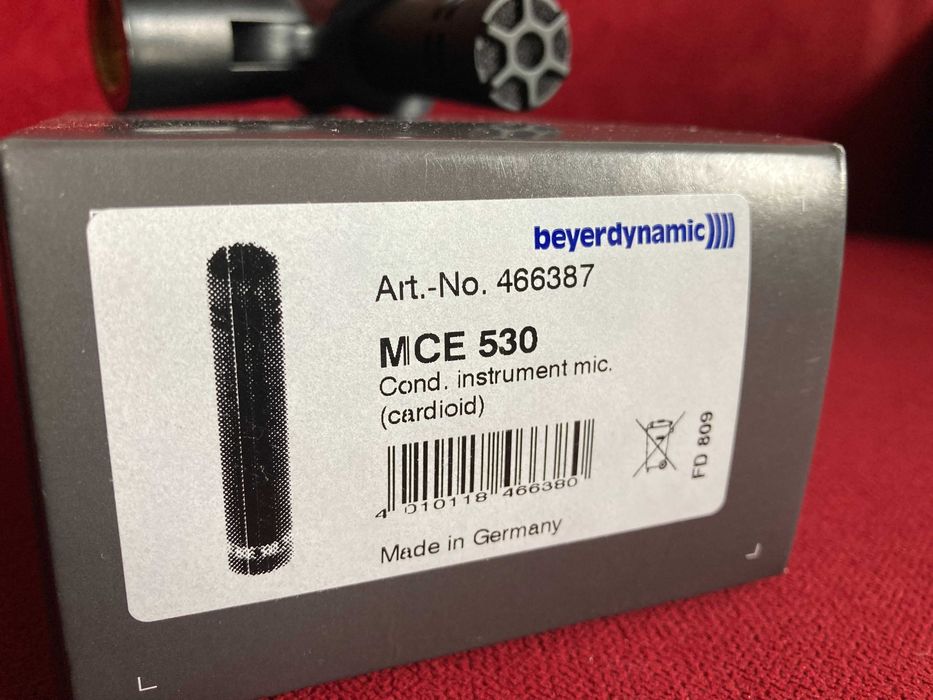 beyerdynamic
Art.-No. 466387
MCE 530
Cond. instrument mic.
(cardioid)
4 010118 466380
FD 809
Made in Germany